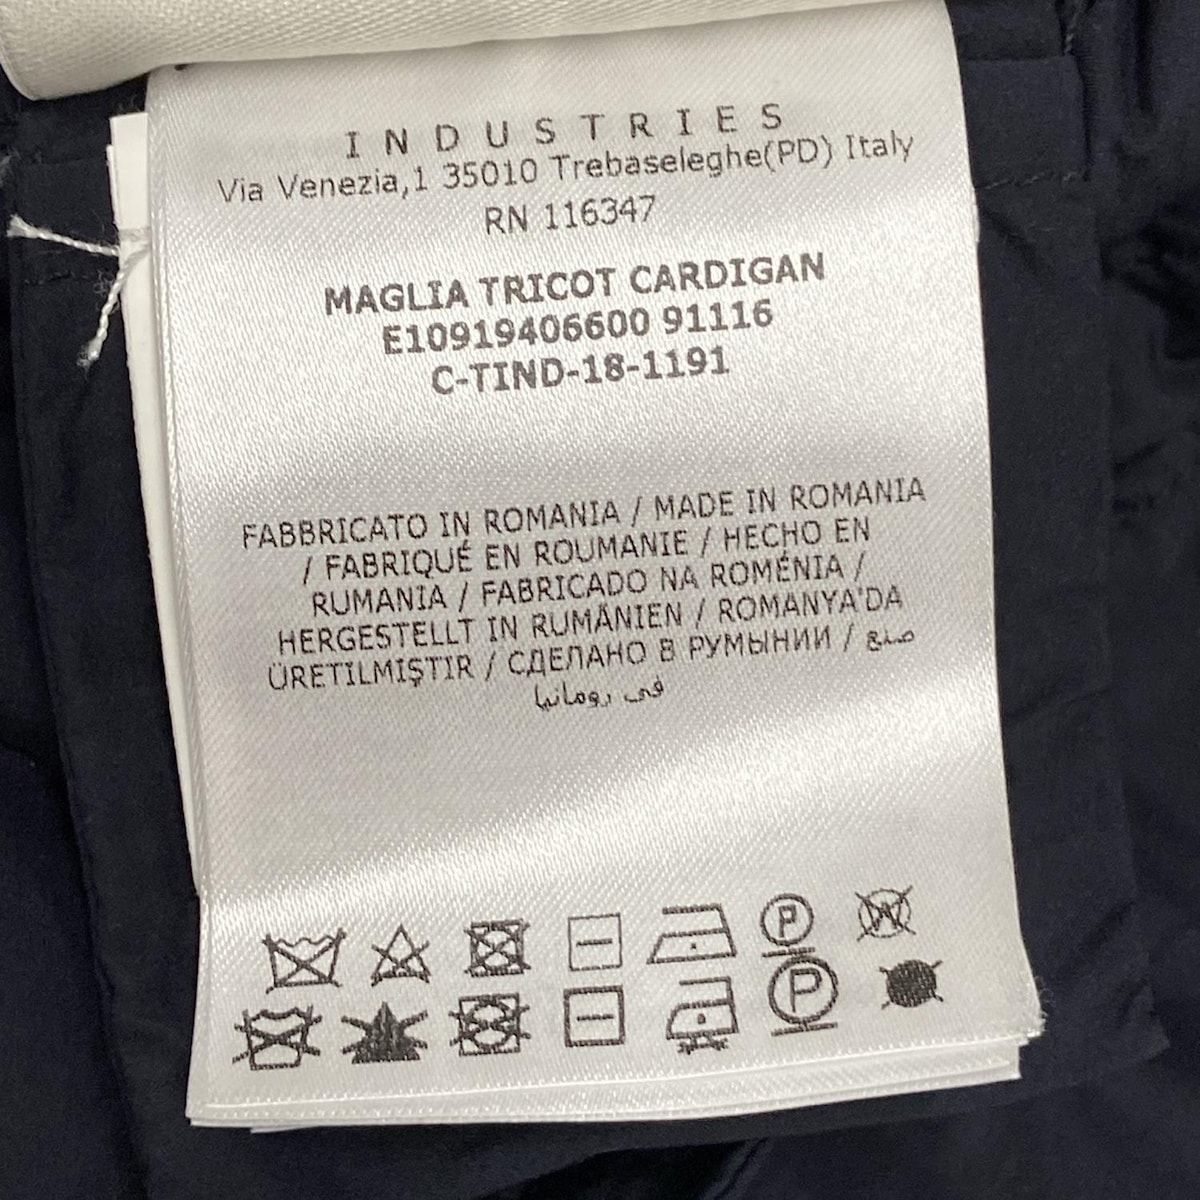 INDUSTRIES
Via Venezia,1 35010 Trebaseleghe(PD) Italy
RN 116347
MAGLIA TRICOT CARDIGAN
E10919406600 91116
C-TIND-18-1191
FABBRICATO IN ROMANIA / MADE IN ROMANIA
/ FABRIQUÉ EN ROUMANIE / HECHO EN
RUMANIA / FABRICADO NA ROMÉNIA /
HERGESTELLT IN RUMÄNIEN / ROMANYA'DA
ÜRETILMIŞTIR / СДЕЛАНО В РУМЫНИИ / صنع
في رومانيا
P W
P